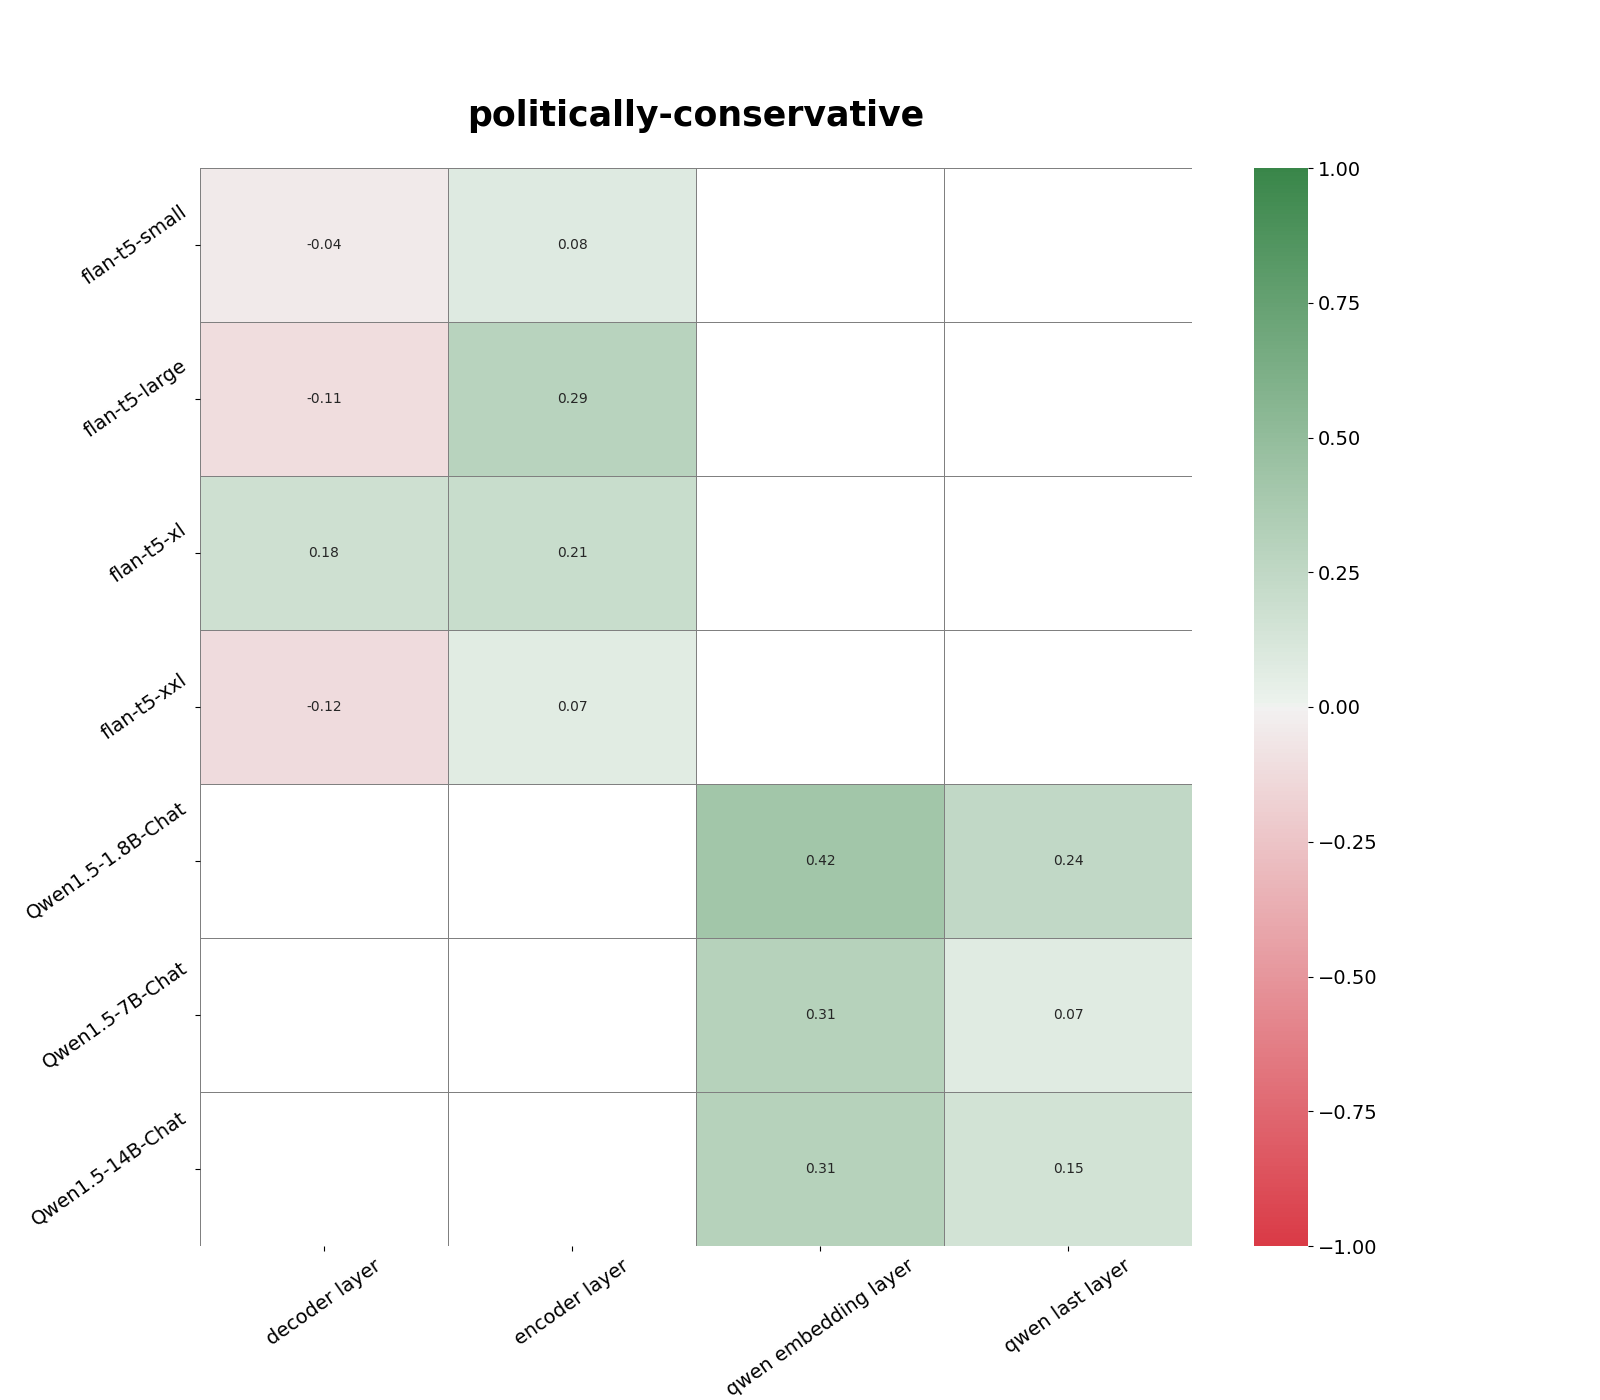 politically-conservative
flan-t5-small
-0.04
0.08
flan-t5-large
-0.11
0.29
flan-t5-xl
0.18
0.21
flan-t5-xxl
-0.12
0.07
Qwen1.5-1.8B-Chat
0.42
0.24
Qwen1.5-7B-Chat
0.31
0.07
Qwen1.5-14B-Chat
0.31
0.15
decoder layer
encoder layer
qwen embedding layer
qwen last layer
1.00
0.75
0.50
0.25
0.00
−0.25
−0.50
−0.75
−1.00